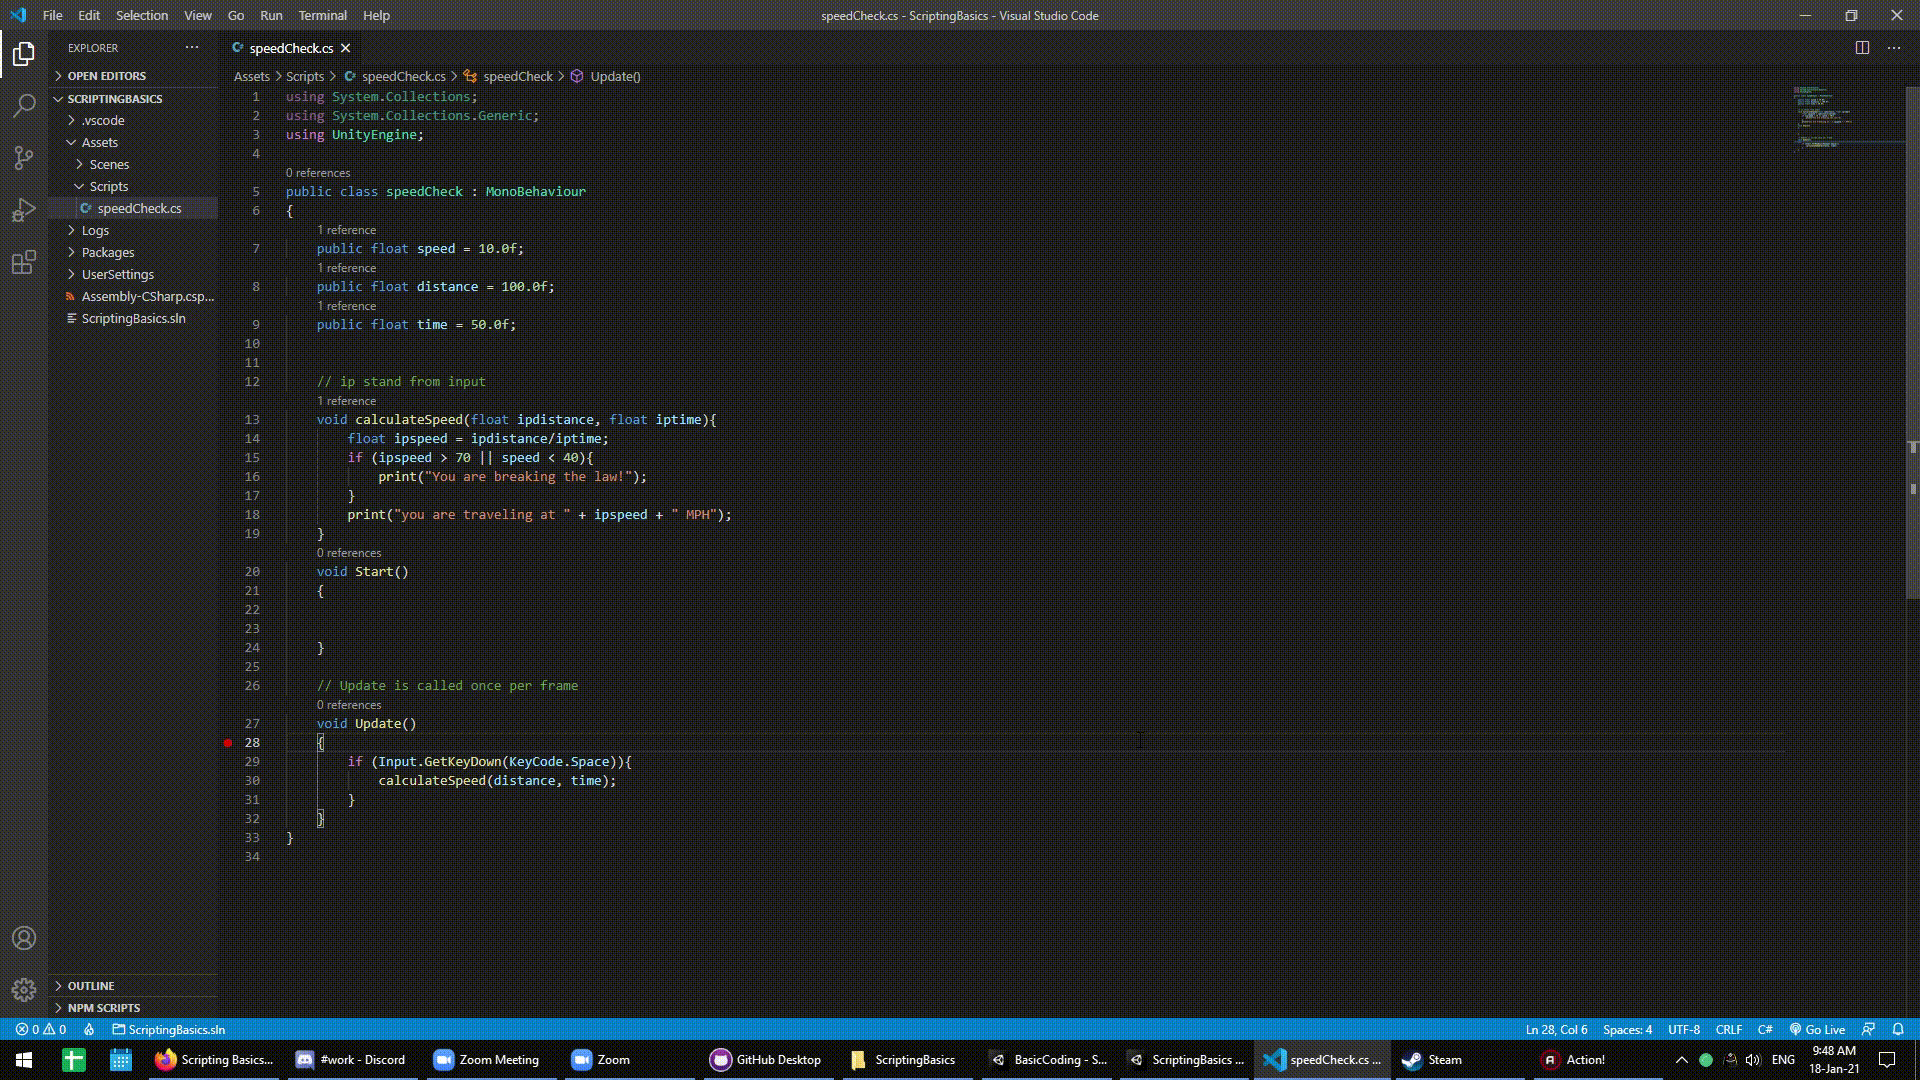 File Edit Selection View Go Run Terminal Help
speedCheck.cs - ScriptingBasics - Visual Studio Code
EXPLORER
OPEN EDITORS
SCRIPTINGBASICS
.vscode
Assets
Scenes
Scripts
speedCheck.cs
Logs
Packages
UserSettings
Assembly-CSharp.csp...
ScriptingBasics.sln
OUTLINE
NPM SCRIPTS
speedCheck.cs
Assets > Scripts > speedCheck.cs > speedCheck > Update()
1 using System.Collections;
2 using System.Collections.Generic;
3 using UnityEngine;
4
0 references
5 public class speedCheck : MonoBehaviour
6 {
1 reference
7 public float speed = 10.0f;
1 reference
8 public float distance = 100.0f;
1 reference
9 public float time = 50.0f;
10
11
12 // ip stand from input
1 reference
13 void calculateSpeed(float ipdistance, float iptime){
14 float ipspeed = ipdistance/iptime;
15 if (ipspeed > 70 || speed < 40){
16 print("You are breaking the law!");
17 }
18 print("you are traveling at " + ipspeed + " MPH");
19 }
0 references
20 void Start()
21 {
22
23
24 }
25
26 // Update is called once per frame
0 references
27 void Update()
28 {
29 if (Input.GetKeyDown(KeyCode.Space)){
30 calculateSpeed(distance, time);
31 }
32 }
33 }
34
0 0 ScriptingBasics.sln
Ln 28, Col 6 Spaces: 4 UTF-8 CRLF C# Go Live
Scripting Basics... #work - Discord Zoom Meeting Zoom GitHub Desktop ScriptingBasics BasicCoding - S... ScriptingBasics ... speedCheck.cs ... Steam Action! ENG
9:48 AM
18-Jan-21